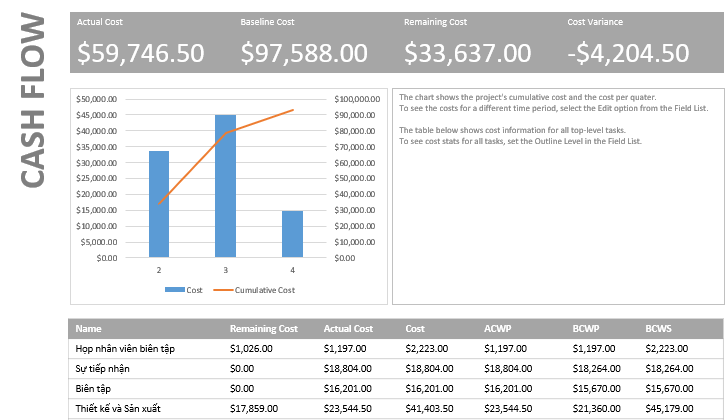 CASH FLOW
Actual Cost Baseline Cost Remaining Cost Cost Variance
$59,746.50 $97,588.00 $33,637.00 -$4,204.50
$50,000.00 $100,000.00
$45,000.00 $90,000.00
$40,000.00 $80,000.00
$35,000.00 $70,000.00
$30,000.00 $60,000.00
$25,000.00 $50,000.00
$20,000.00 $40,000.00
$15,000.00 $30,000.00
$10,000.00 $20,000.00
$5,000.00 $10,000.00
$0.00 $0.00
2 3 4
Cost Cumulative Cost
The chart shows the project's cumulative cost and the cost per quater.
To see the costs for a different time period, select the Edit option from the Field List.
The table below shows cost information for all top-level tasks.
To see cost stats for all tasks, set the Outline Level in the Field List.
Name Remaining Cost Actual Cost Cost ACWP BCWP BCWS
Họp nhân viên biên tập $1,026.00 $1,197.00 $2,223.00 $1,197.00 $1,197.00 $2,223.00
Sự tiếp nhận $0.00 $18,804.00 $18,804.00 $18,804.00 $18,264.00 $18,264.00
Biên tập $0.00 $16,201.00 $16,201.00 $16,201.00 $15,670.00 $15,670.00
Thiết kế và Sản xuất $17,859.00 $23,544.50 $41,403.50 $23,544.50 $21,360.00 $45,179.00